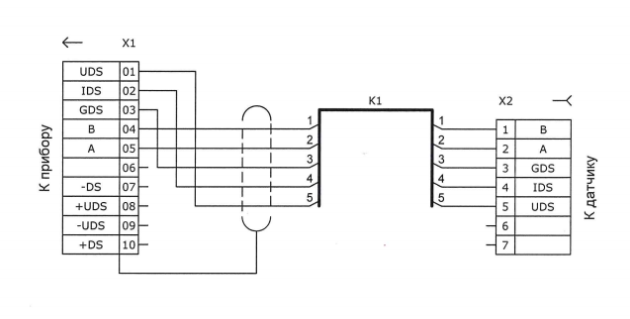 X1
К прибору
UDS 01
IDS 02
GDS 03
B 04
A 05
06
-DS 07
+UDS 08
-UDS 09
+DS 10
K1
1 1
2 2
3 3
4 4
5 5
X2
1 B
2 A
3 GDS
4 IDS
5 UDS
6
7
К датчику